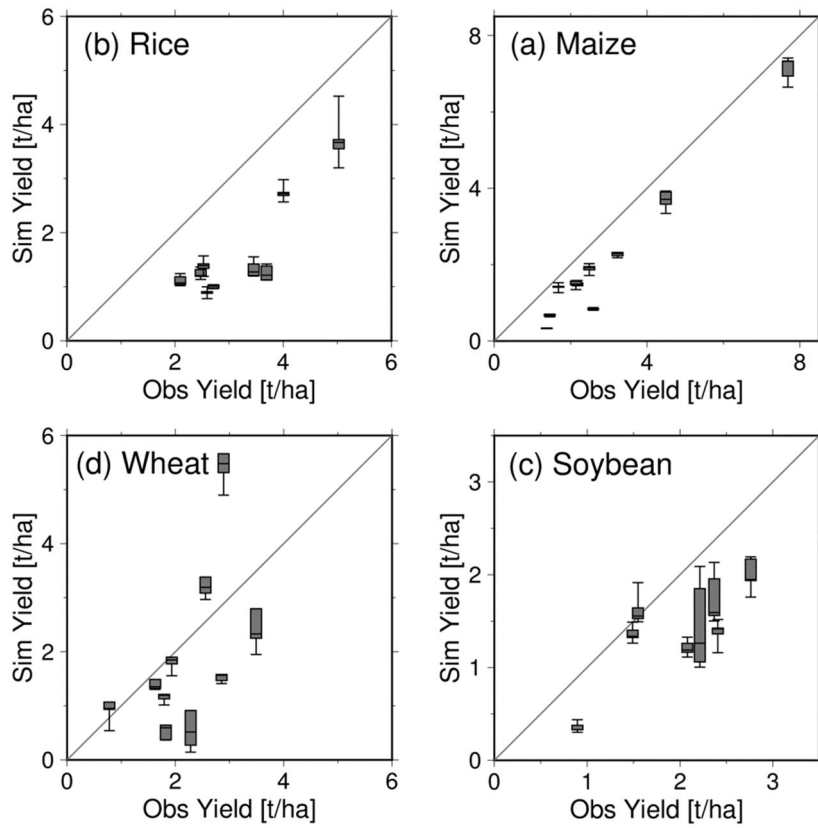 (b) Rice
Sim Yield [t/ha]
6
4
2
0
0 2 4 6
Obs Yield [t/ha]
(a) Maize
Sim Yield [t/ha]
8
4
0
0 4 8
Obs Yield [t/ha]
(d) Wheat
Sim Yield [t/ha]
6
4
2
0
0 2 4 6
Obs Yield [t/ha]
(c) Soybean
Sim Yield [t/ha]
3
2
1
0
0 1 2 3
Obs Yield [t/ha]